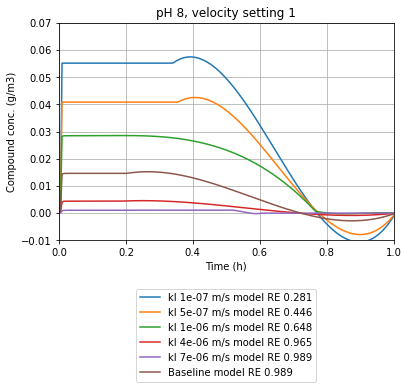 pH 8, velocity setting 1
Compound conc. (g/m3)
0.07
0.06
0.05
0.04
0.03
0.02
0.01
0.00
−0.01
0.0 0.2 0.4 0.6 0.8 1.0
Time (h)
kl 1e-07 m/s model RE 0.281
kl 5e-07 m/s model RE 0.446
kl 1e-06 m/s model RE 0.648
kl 4e-06 m/s model RE 0.965
kl 7e-06 m/s model RE 0.989
Baseline model RE 0.989